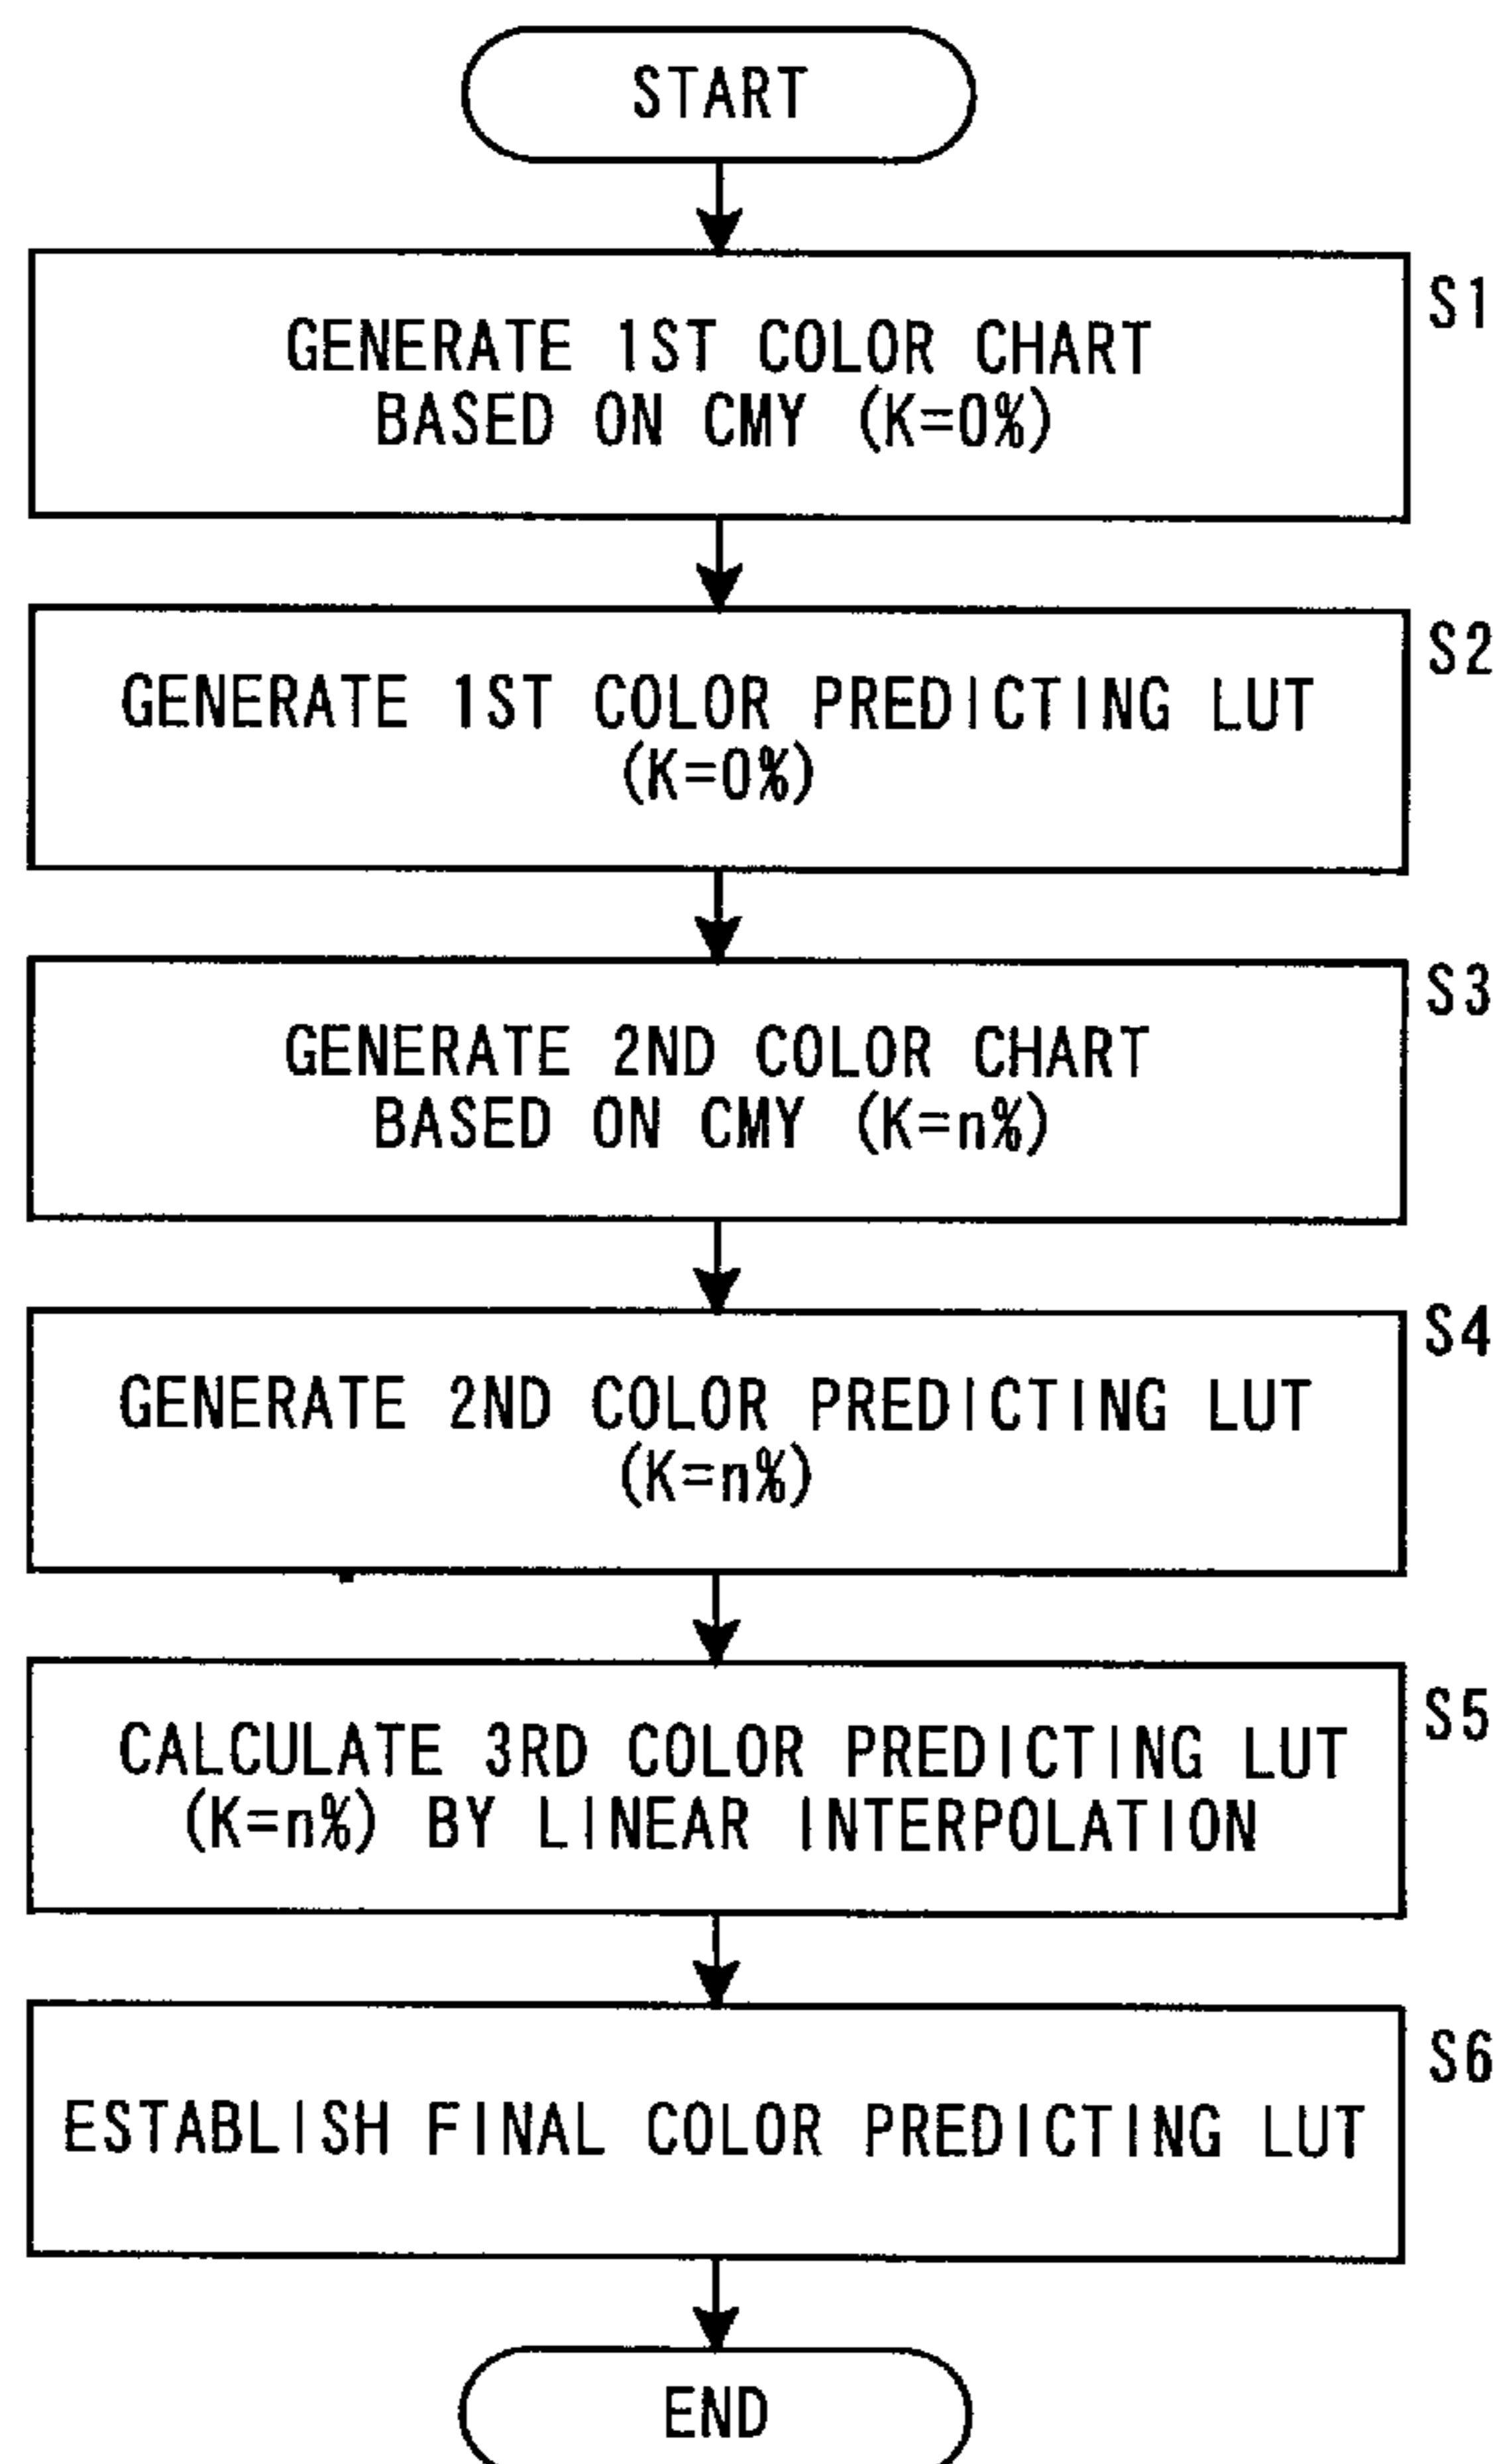 START
S1
GENERATE 1ST COLOR CHART
BASED ON CMY (K=0%)
S2
GENERATE 1ST COLOR PREDICTING LUT
(K=0%)
S3
GENERATE 2ND COLOR CHART
BASED ON CMY (K=n%)
S4
GENERATE 2ND COLOR PREDICTING LUT
(K=n%)
S5
CALCULATE 3RD COLOR PREDICTING LUT
(K=n%) BY LINEAR INTERPOLATION
S6
ESTABLISH FINAL COLOR PREDICTING LUT
END